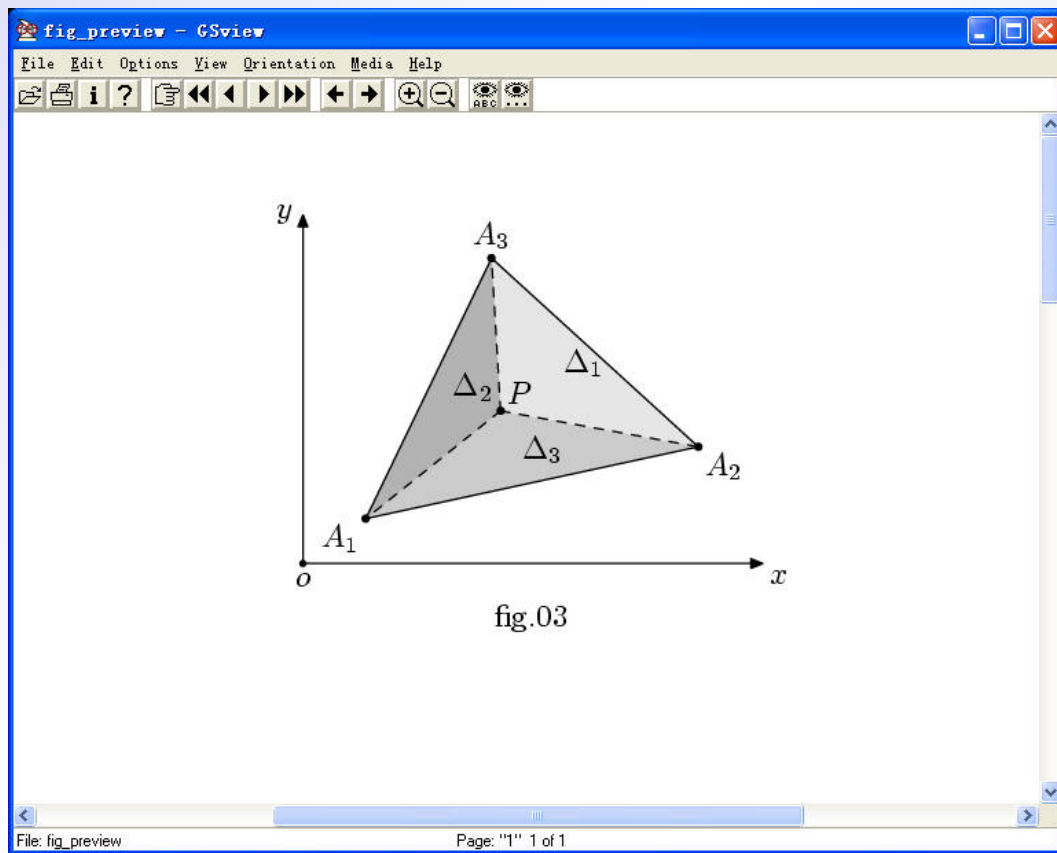 fig_preview - GSview
File Edit Options View Orientation Media Help
i ?
ABC
y
A3
Δ1
Δ2 P
Δ3
A2
A1
o
x
fig.03
File: fig_preview Page: "1" 1 of 1